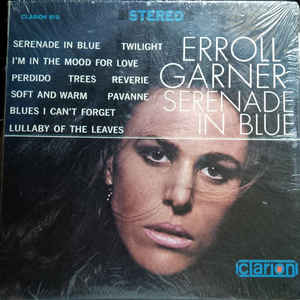 CLARION 610
STEREO
SERENADE IN BLUE TWILIGHT
I'M IN THE MOOD FOR LOVE
PERDIDO TREES REVERIE
SOFT AND WARM PAVANNE
BLUES I CAN'T FORGET
LULLABY OF THE LEAVES
ERROLL
GARNER
SERENADE
IN BLUE
clarion